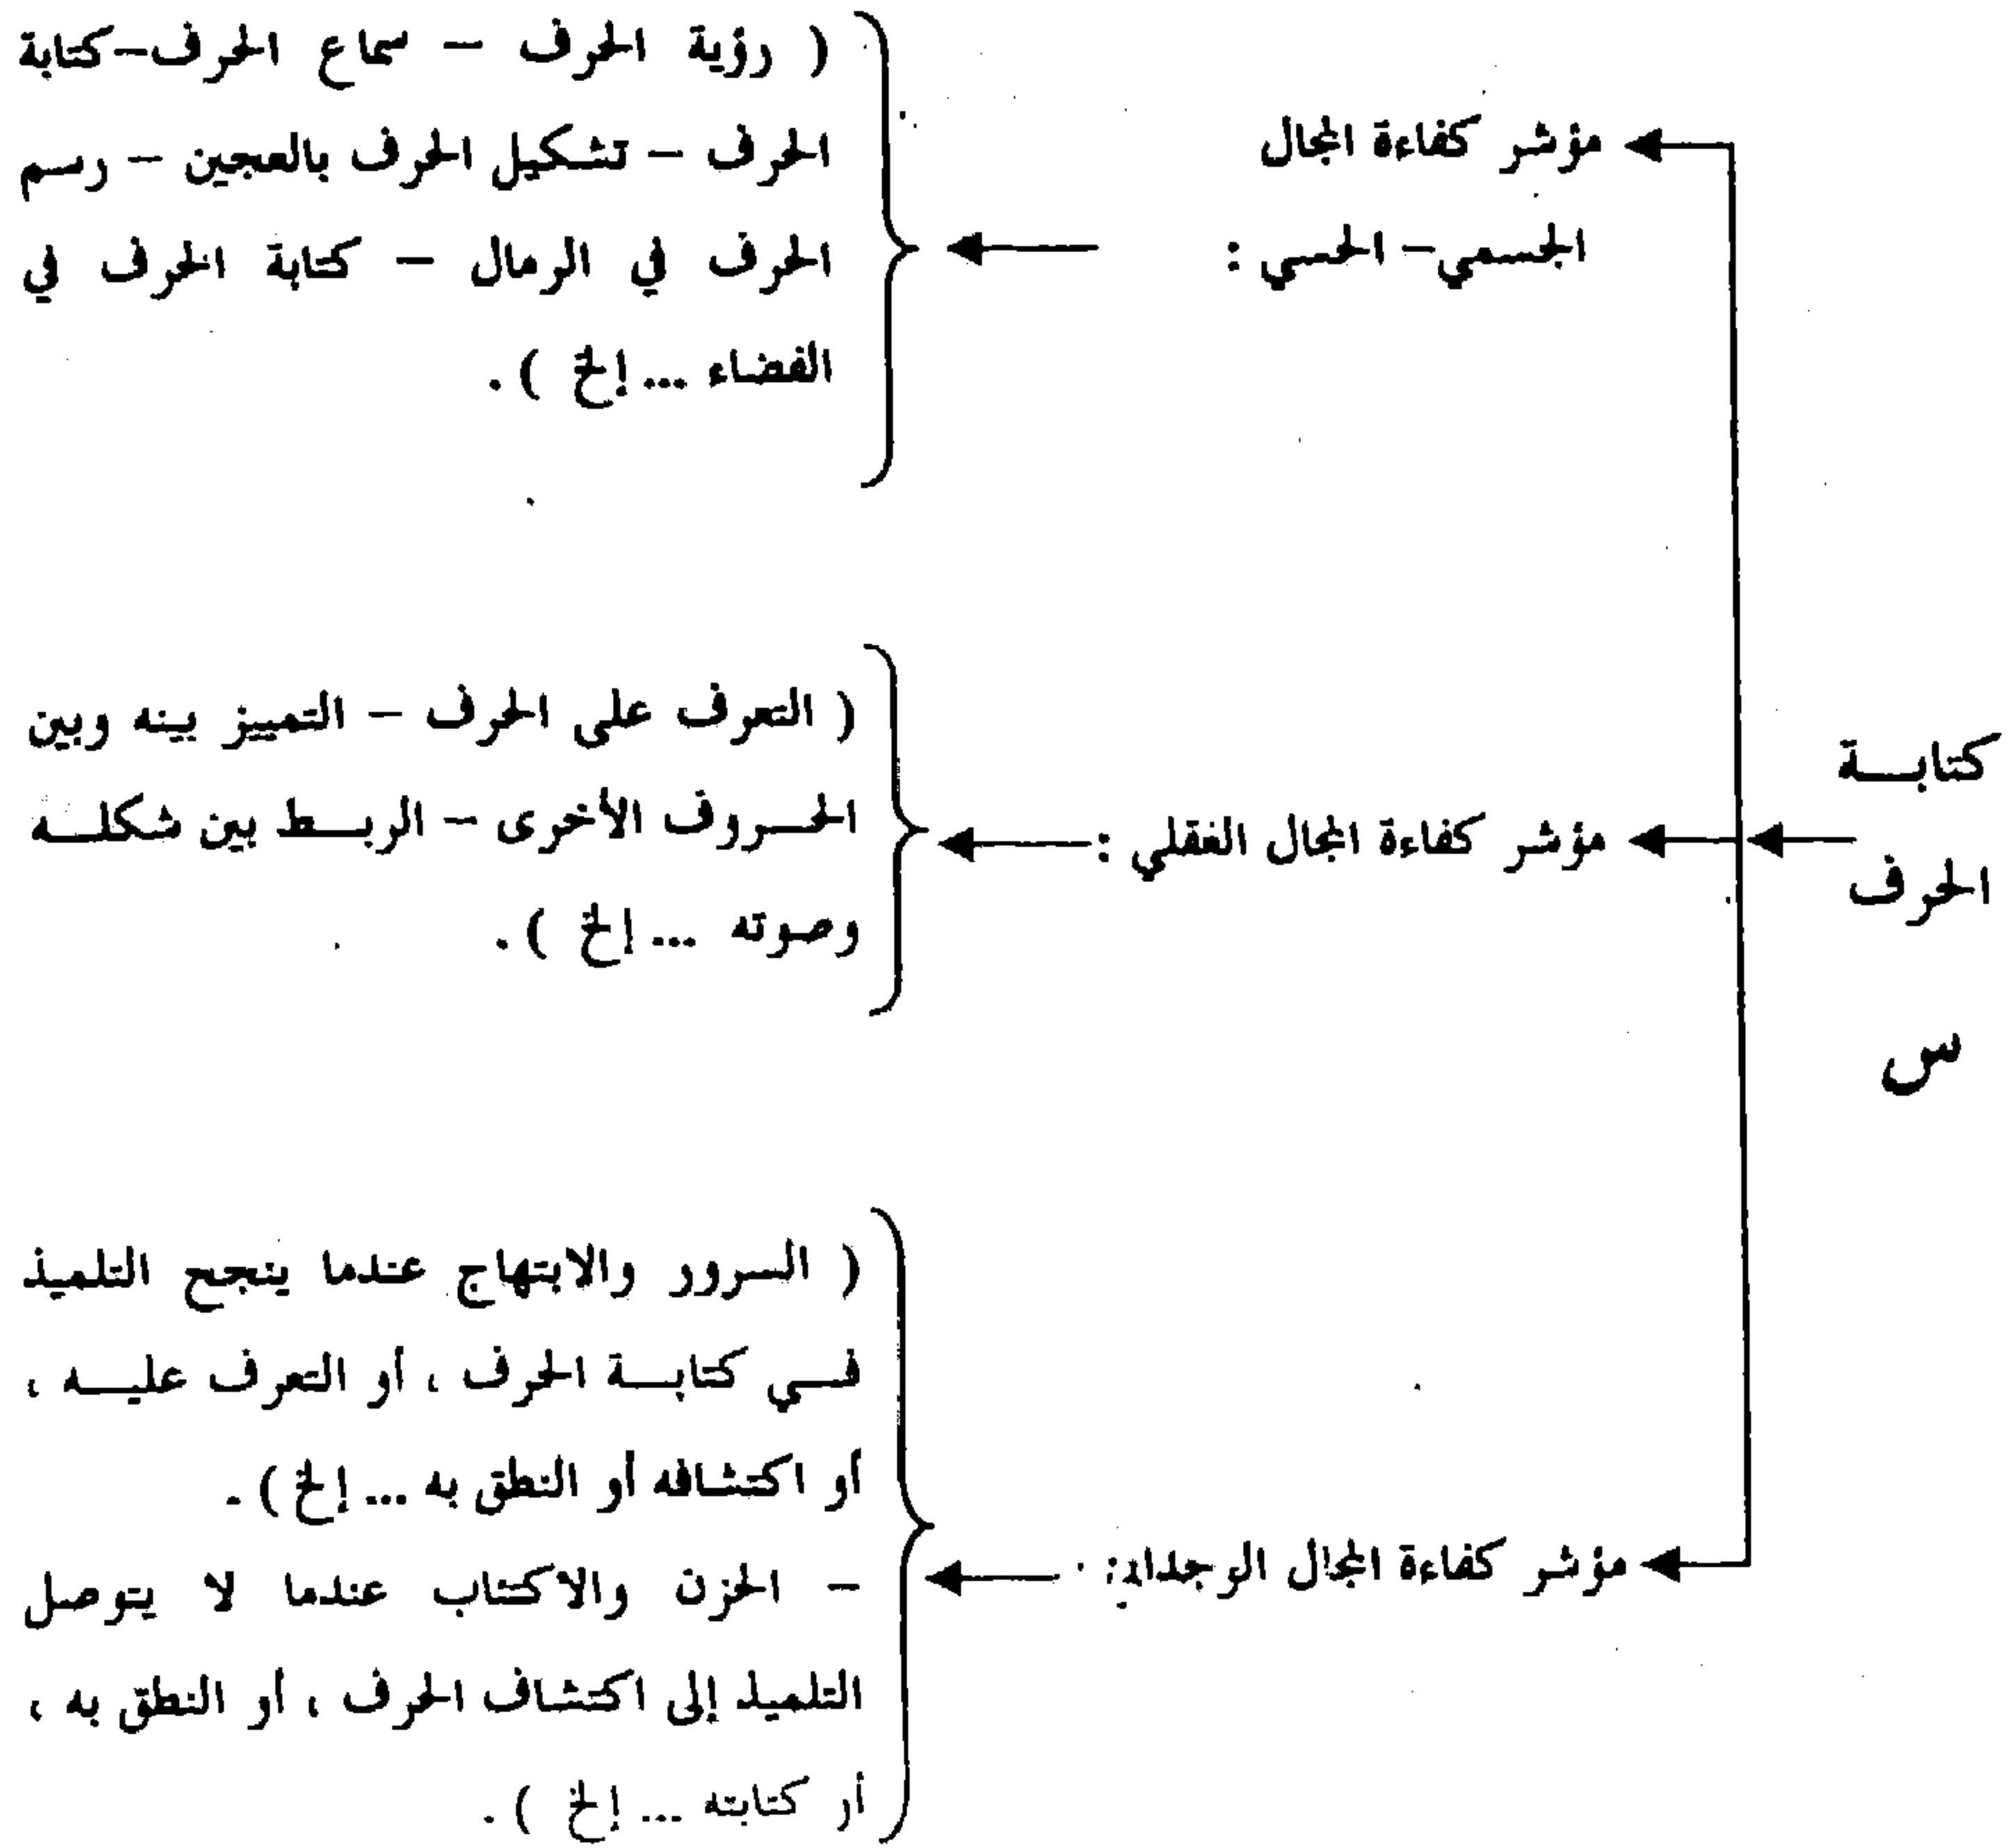 كتابة
الحرف
س
مؤشر كفاءة المجال
الجسمي- الحسي :
( رؤية الحرف – سماع الحرف-كتابة
الحرف – تشكيل الحرف بالعجين – رسم
الحرف في الرمال – كتابة الحرف في
الفضاء ... إلخ ) .
مؤشر كفاءة المجال العقلي :
( التعرف على الحرف – التمييز بينه وبين
الحروف الأخرى – الربط بين شكله
وصوته ... إلخ ) .
مؤشر كفاءة المجال الوجداني:
( السرور والابتهاج عندما ينجح التلميذ
في كتابة الحرف ، أو التعرف عليه ،
أو اكتشافه أو النطق به ... إلخ ) .
– الحزن والاكتاب عندما لا يتوصل
التلميذ إلى اكتشاف الحرف ، أو النطق به ،
أو كتابته ... إلخ ) .